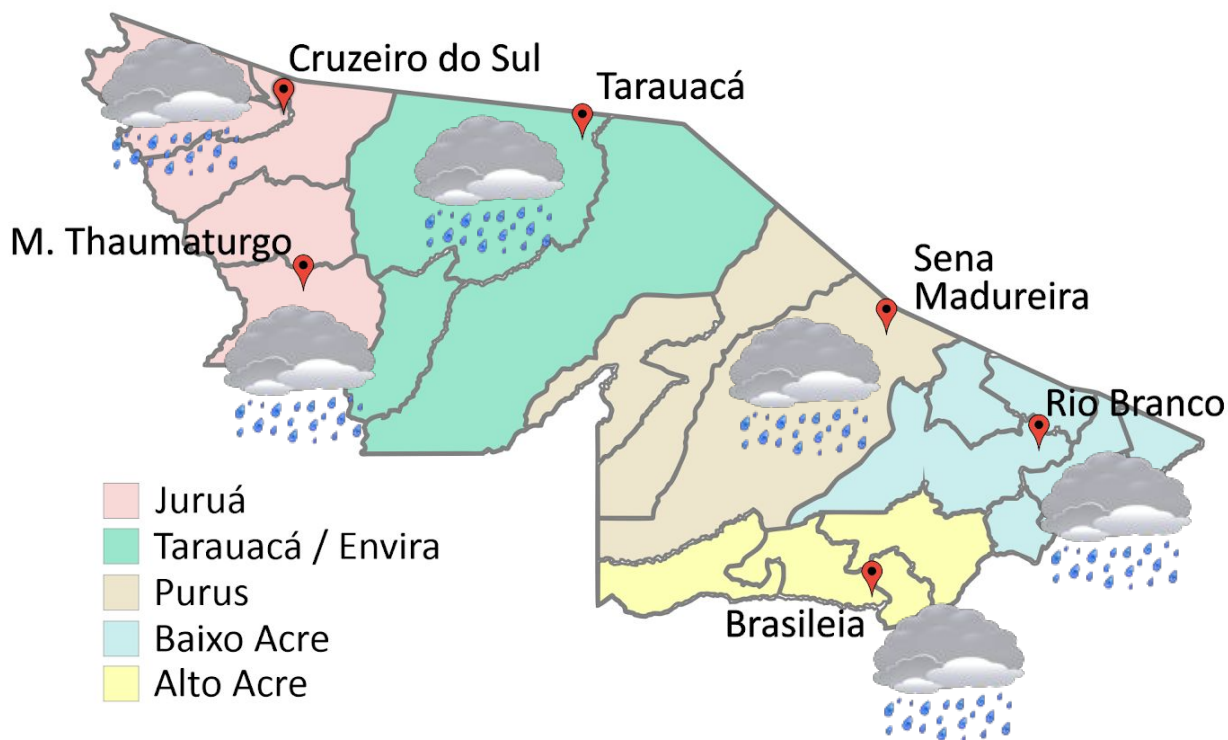 Cruzeiro do Sul
Tarauacá
M. Thaumaturgo
Sena
Madureira
Rio Branco
Brasileia
Juruá
Tarauacá / Envira
Purus
Baixo Acre
Alto Acre